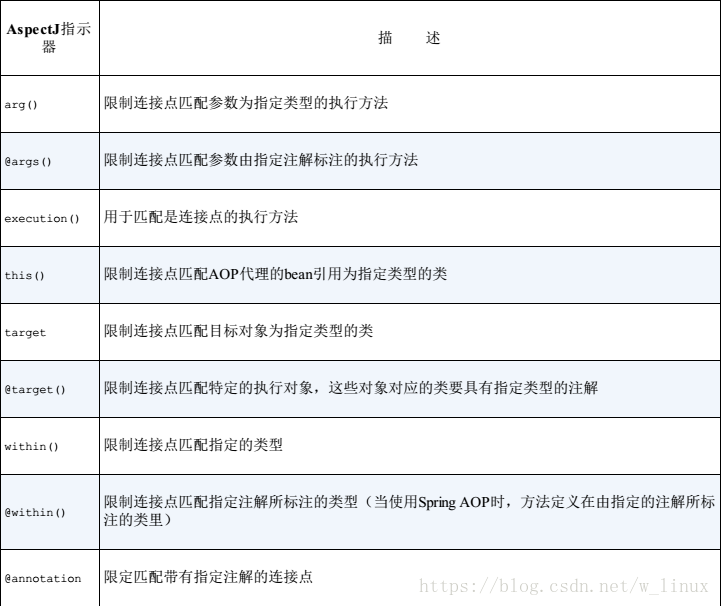 AspectJ指示
器
描 述
arg()
限制连接点匹配参数为指定类型的执行方法
@args()
限制连接点匹配参数由指定注解标注的执行方法
execution()
用于匹配是连接点的执行方法
this()
限制连接点匹配AOP代理的bean引用为指定类型的类
target
限制连接点匹配目标对象为指定类型的类
@target()
限制连接点匹配特定的执行对象，这些对象对应的类要具有指定类型的注解
within()
限制连接点匹配指定的类型
@within()
限制连接点匹配指定注解所标注的类型（当使用Spring AOP时，方法定义在由指定的注解所标
注的类里）
@annotation
限定匹配带有指定注解的连接点
https://blog.csdn.net/w_linux